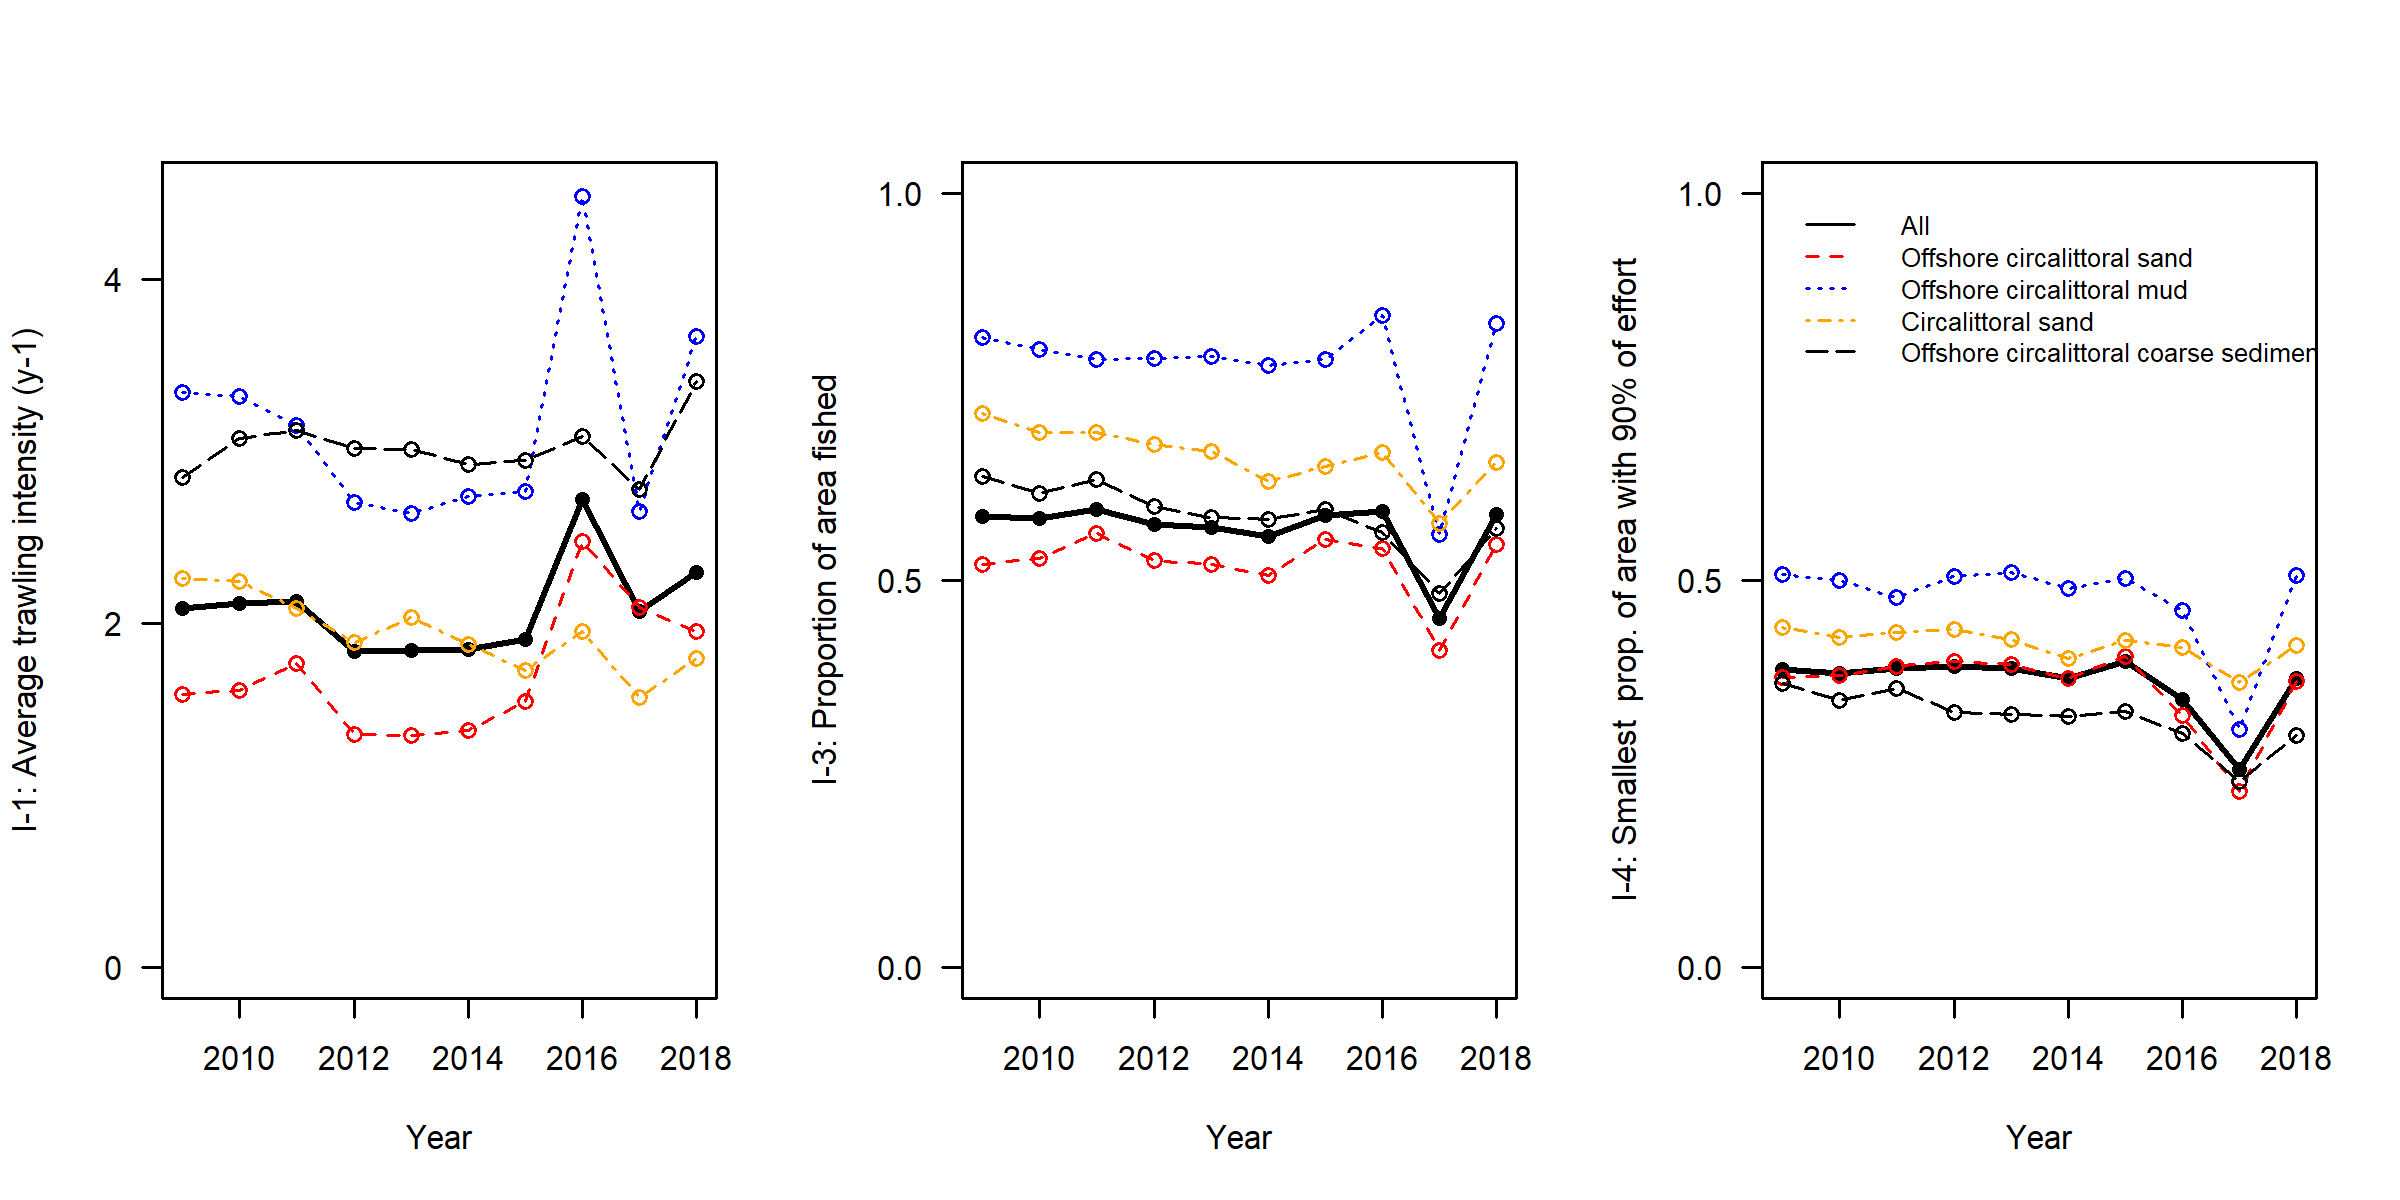 I-1: Average trawling intensity (y-1)
4
2
0
2010 2012 2014 2016 2018
Year
I-3: Proportion of area fished
1.0
0.5
0.0
2010 2012 2014 2016 2018
Year
I-4: Smallest prop. of area with 90% of effort
1.0
0.5
0.0
All
Offshore circalittoral sand
Offshore circalittoral mud
Circalittoral sand
Offshore circalittoral coarse sedimen
2010 2012 2014 2016 2018
Year